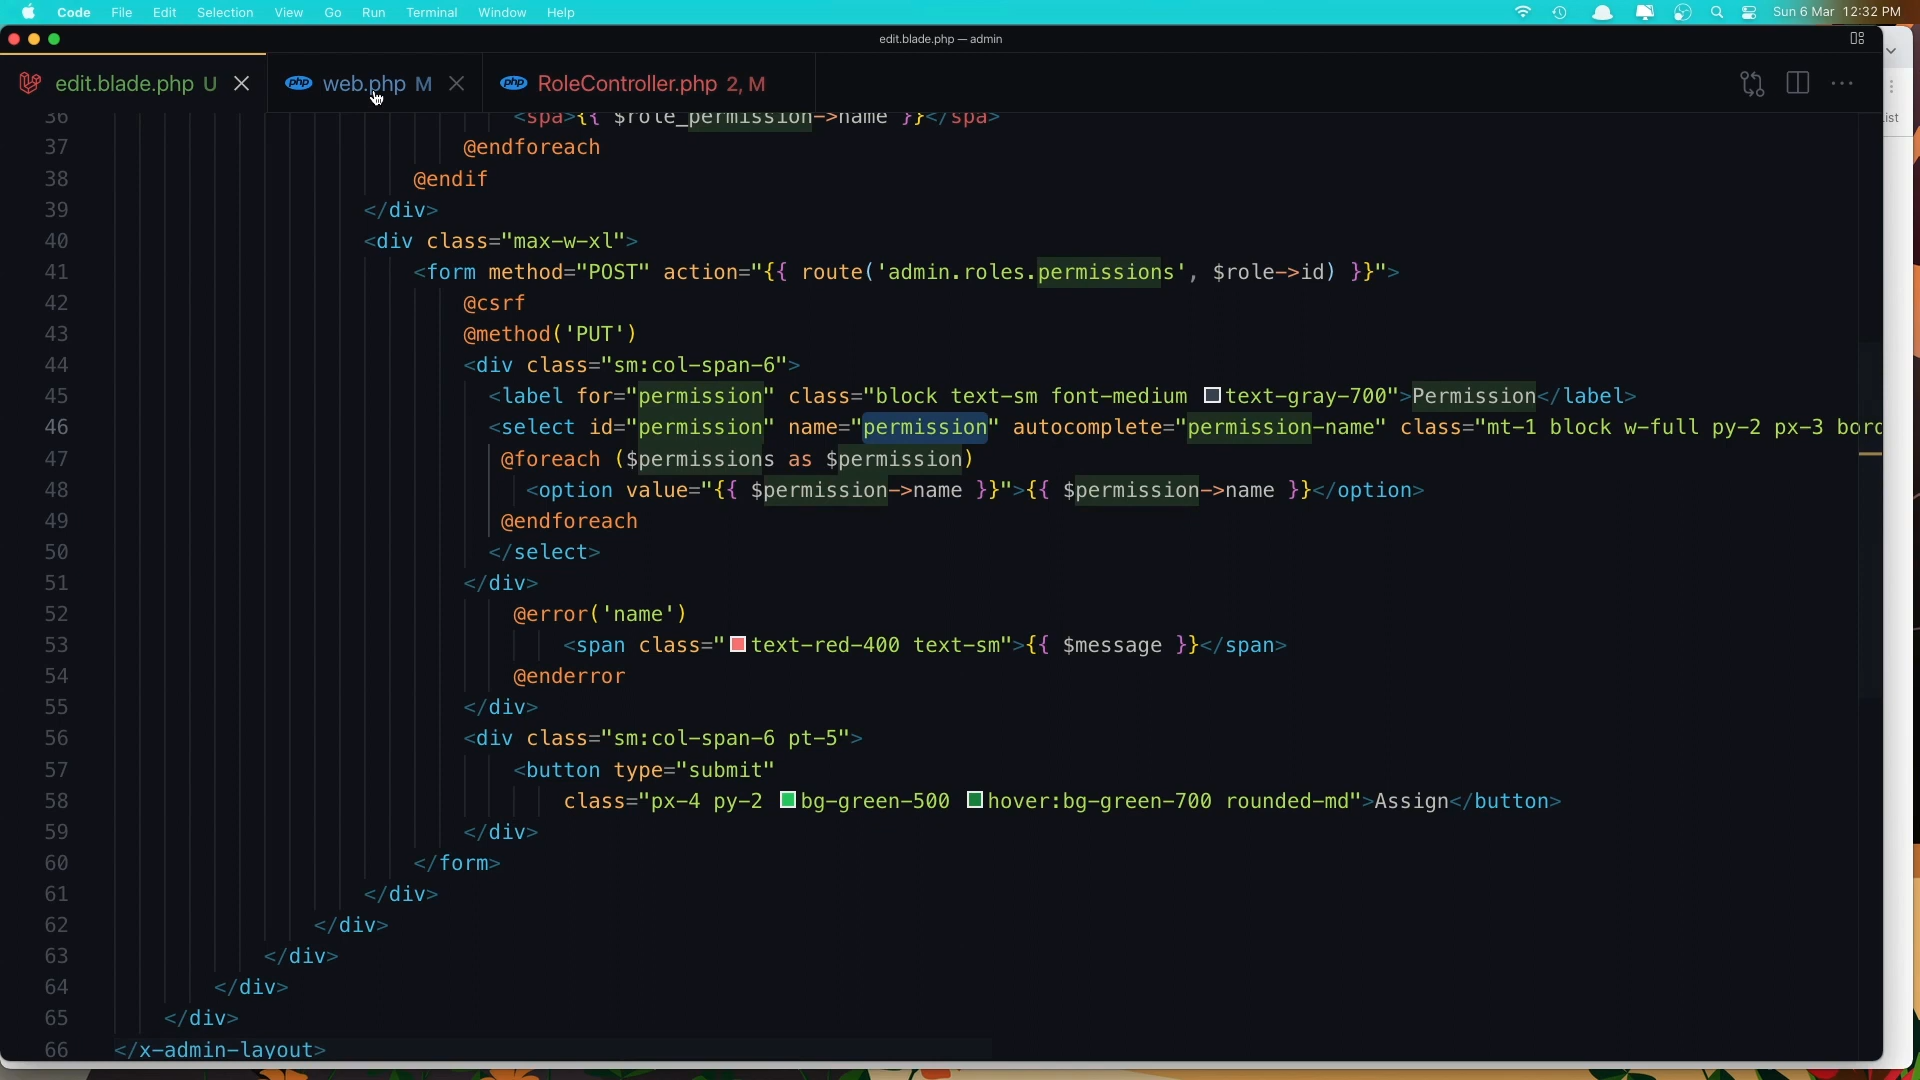 Code File Edit Selection View Go Run Terminal Window Help Sun 6 Mar 12:32 PM
edit.blade.php — admin
edit.blade.php U web.php M RoleController.php 2, M
36 <spa>{{ $role_permission->name }}</spa>
37 @endforeach
38 @endif
39 </div>
40 <div class="max-w-xl">
41 <form method="POST" action="{{ route('admin.roles.permissions', $role->id) }}">
42 @csrf
43 @method('PUT')
44 <div class="sm:col-span-6">
45 <label for="permission" class="block text-sm font-medium text-gray-700">Permission</label>
46 <select id="permission" name="permission" autocomplete="permission-name" class="mt-1 block w-full py-2 px-3
47 @foreach ($permissions as $permission)
48 <option value="{{ $permission->name }}">{{ $permission->name }}</option>
49 @endforeach
50 </select>
51 </div>
52 @error('name')
53 <span class="text-red-400 text-sm">{{ $message }}</span>
54 @enderror
55 </div>
56 <div class="sm:col-span-6 pt-5">
57 <button type="submit"
58 class="px-4 py-2 bg-green-500 hover:bg-green-700 rounded-md">Assign</button>
59 </div>
60 </form>
61 </div>
62 </div>
63 </div>
64 </div>
65 </div>
66 </x-admin-layout>